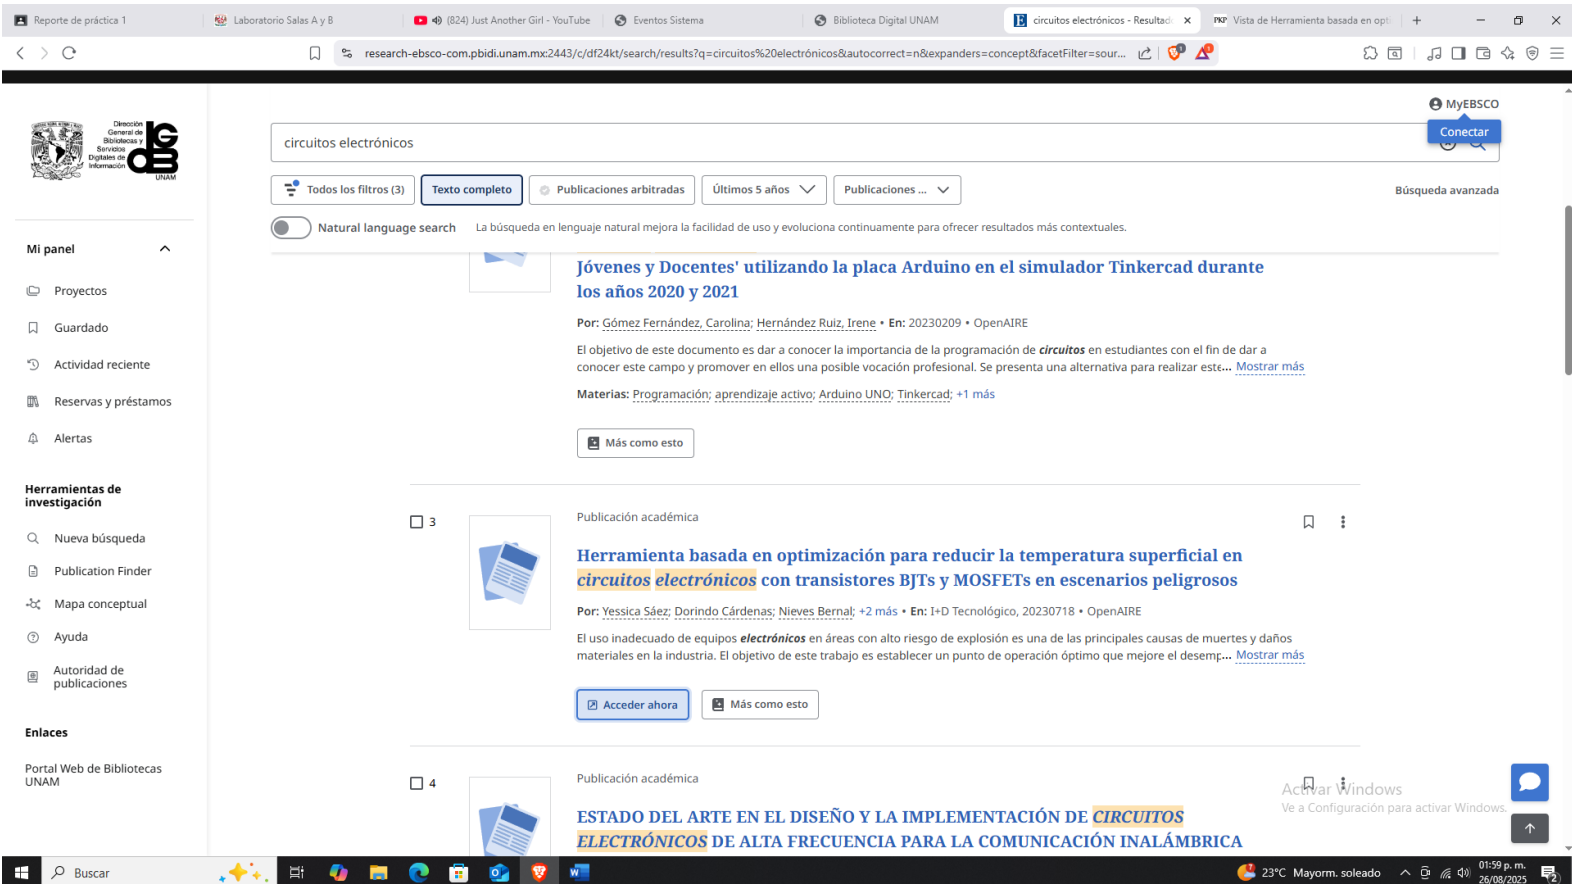 Reporte de práctica 1
Laboratorio Salas A y B
(824) Just Another Girl - YouTube
Eventos Sistema
Biblioteca Digital UNAM
circuitos electrónicos - Resultad
PKP Vista de Herramienta basada en opti
research-ebsco-com.pbidi.unam.mx:2443/c/df24kt/search/results?q=circuitos%20electrónicos&autocorrect=n&expanders=concept&facetFilter=sour...
Dirección
General de
Bibliotecas y
Servicios
Digitales de
Información
UNAM
MyEBSCO
Conectar
circuitos electrónicos
Todos los filtros (3)
Texto completo
Publicaciones arbitradas
Últimos 5 años
Publicaciones ...
Búsqueda avanzada
Natural language search
La búsqueda en lenguaje natural mejora la facilidad de uso y evoluciona continuamente para ofrecer resultados más contextuales.
Mi panel
Proyectos
Guardado
Actividad reciente
Reservas y préstamos
Alertas
Herramientas de
investigación
Nueva búsqueda
Publication Finder
Mapa conceptual
Ayuda
Autoridad de
publicaciones
Enlaces
Portal Web de Bibliotecas
UNAM
Jóvenes y Docentes' utilizando la placa Arduino en el simulador Tinkercad durante
los años 2020 y 2021
Por: Gómez Fernández, Carolina; Hernández Ruiz, Irene • En: 20230209 • OpenAIRE
El objetivo de este documento es dar a conocer la importancia de la programación de circuitos en estudiantes con el fin de dar a
conocer este campo y promover en ellos una posible vocación profesional. Se presenta una alternativa para realizar este... Mostrar más
Materias: Programación; aprendizaje activo; Arduino UNO; Tinkercad; +1 más
Más como esto
3
Publicación académica
Herramienta basada en optimización para reducir la temperatura superficial en
circuitos electrónicos con transistores BJTs y MOSFETs en escenarios peligrosos
Por: Yessica Sáez; Dorindo Cárdenas; Nieves Bernal; +2 más • En: I+D Tecnológico, 20230718 • OpenAIRE
El uso inadecuado de equipos electrónicos en áreas con alto riesgo de explosión es una de las principales causas de muertes y daños
materiales en la industria. El objetivo de este trabajo es establecer un punto de operación óptimo que mejore el desemp... Mostrar más
Acceder ahora
Más como esto
4
Publicación académica
ESTADO DEL ARTE EN EL DISEÑO Y LA IMPLEMENTACIÓN DE CIRCUITOS
ELECTRÓNICOS DE ALTA FRECUENCIA PARA LA COMUNICACIÓN INALÁMBRICA
Activar Windows
Ve a Configuración para activar Windows.
Buscar
23°C Mayorm. soleado
01:59 p. m.
26/08/2025
2